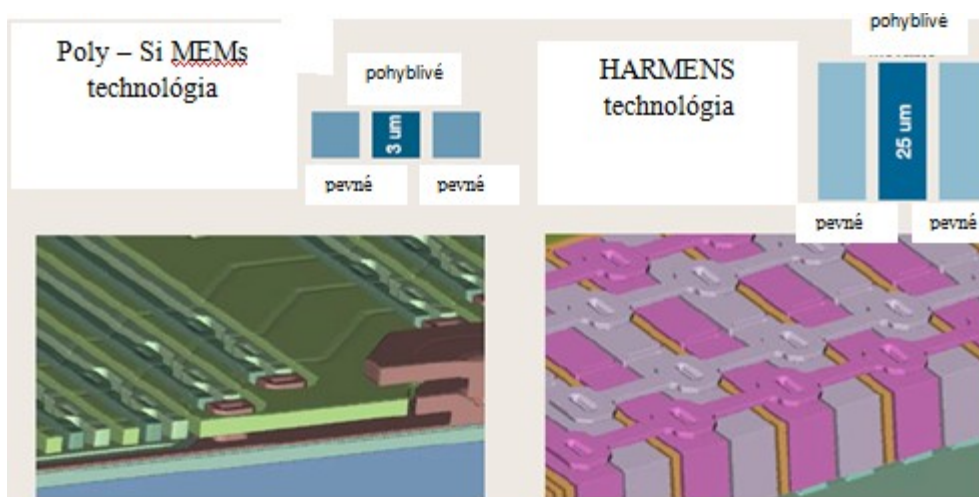 Poly – Si MEMs
technológia
pohyblivé
3 um
pevné
pevné
HARMENS
technológia
pohyblivé
25 um
pevné
pevné